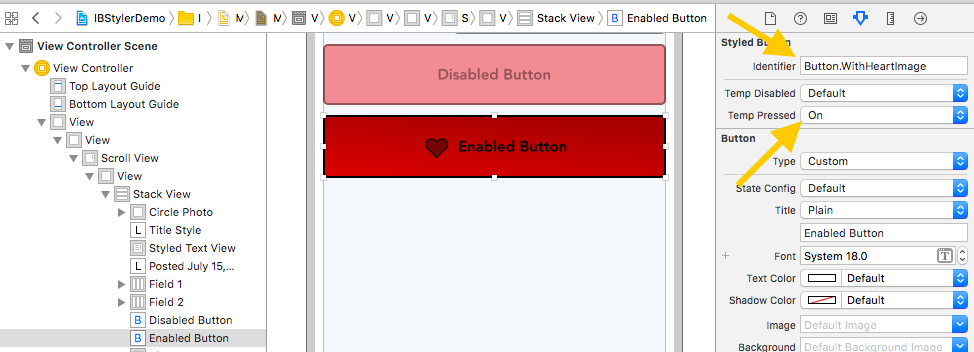 IBStylerDemo I M M V V V V S V Stack View B Enabled Button
View Controller Scene
View Controller
Top Layout Guide
Bottom Layout Guide
View
View
Scroll View
View
Stack View
Circle Photo
L Title Style
Styled Text View
L Posted July 15,...
Field 1
Field 2
B Disabled Button
B Enabled Button
Disabled Button
Enabled Button
Styled Button
Identifier Button.WithHeartImage
Temp Disabled Default
Temp Pressed On
Button
Type Custom
State Config Default
Title Plain
Enabled Button
+ Font System 18.0 T
Text Color Default
Shadow Color Default
Image Default Image
Background Default Background Image